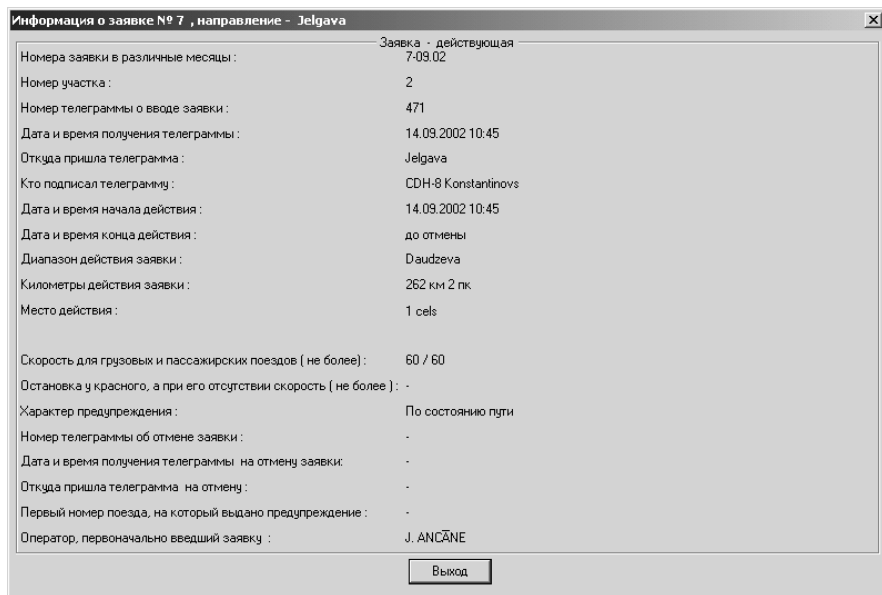 Информация о заявке № 7 , направление - Jelgava
Заявка - действующая
Номера заявки в различные месяцы : 7-09.02
Номер участка : 2
Номер телеграммы о вводе заявки : 471
Дата и время получения телеграммы : 14.09.2002 10:45
Откуда пришла телеграмма : Jelgava
Кто подписал телеграмму : CDH-8 Konstantinovs
Дата и время начала действия : 14.09.2002 10:45
Дата и время конца действия : до отмены
Диапазон действия заявки : Daudzeva
Километры действия заявки : 262 км 2 пк
Место действия : 1 cels
Скорость для грузовых и пассажирских поездов ( не более) : 60 / 60
Остановка у красного, а при его отсутствии скорость ( не более ) : -
Характер предупреждения : По состоянию пути
Номер телеграммы об отмене заявки : -
Дата и время получения телеграммы на отмену заявки: -
Откуда пришла телеграмма на отмену : -
Первый номер поезда, на который выдано предупреждение : -
Оператор, первоначально введший заявку : J. ANCĀNE
Выход